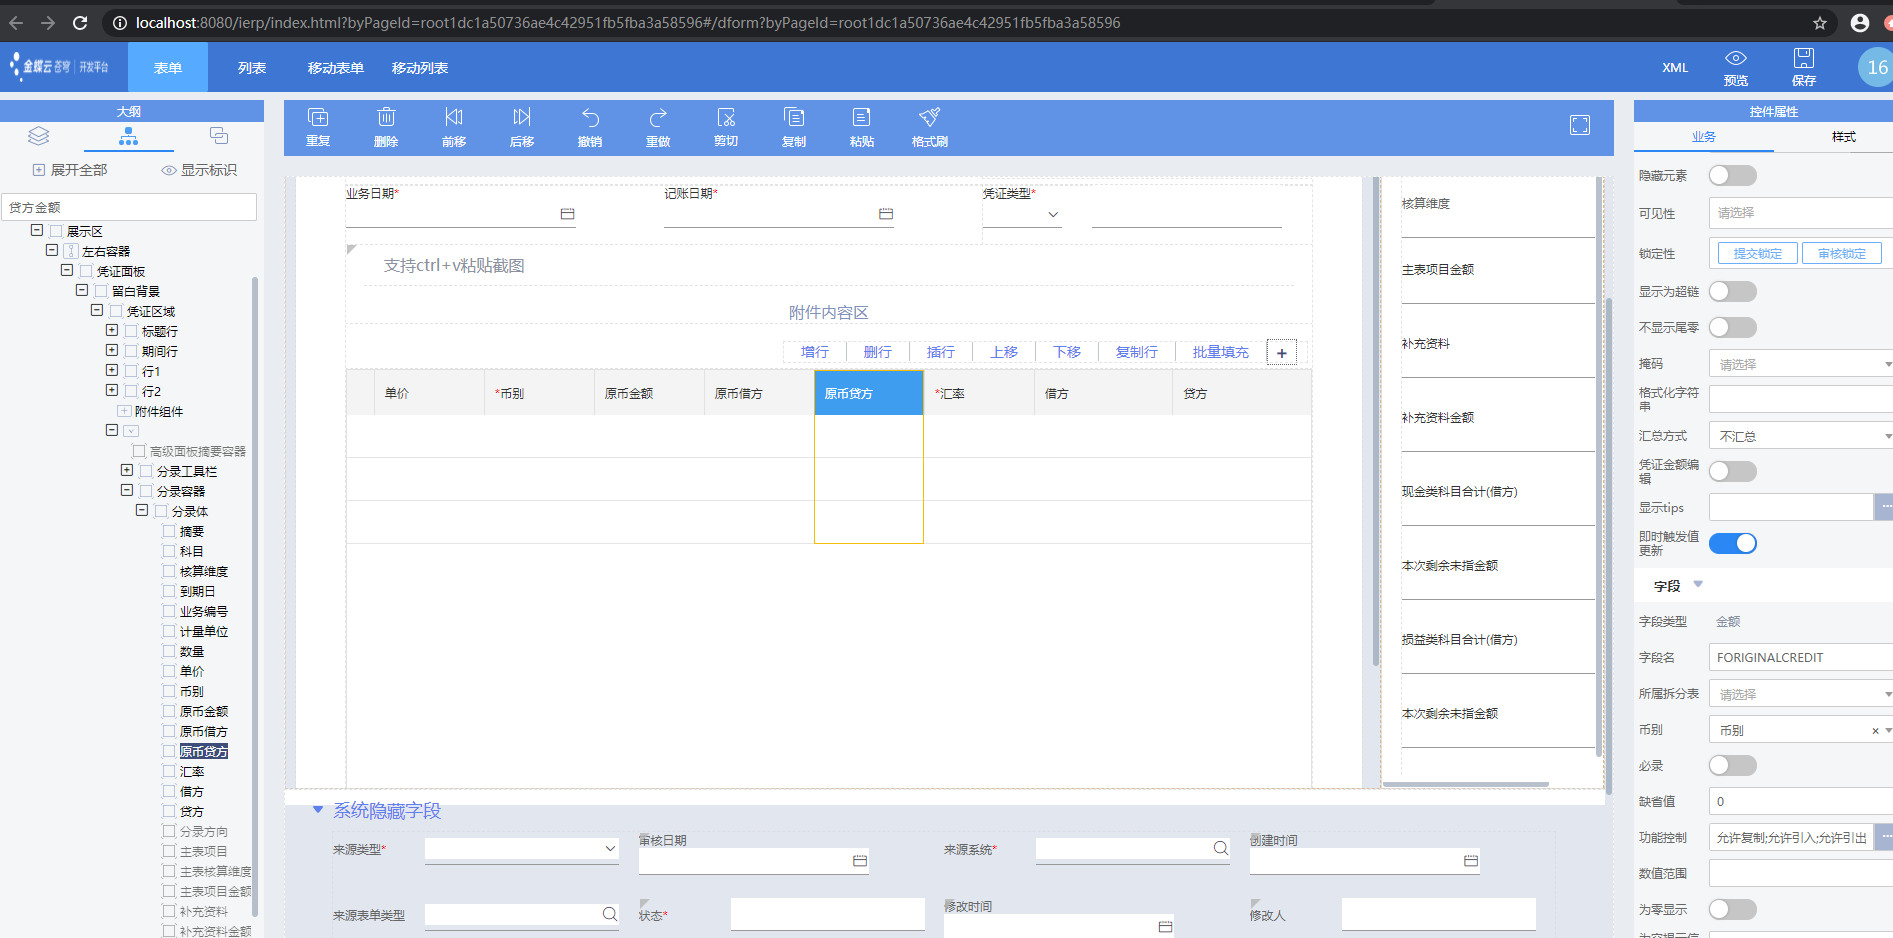 localhost:8080/ierp/index.html?byPageId=root1dc1a50736ae4c42951fb5fba3a58596#/dform?byPageId=root1dc1a50736ae4c42951fb5fba3a58596
金蝶云 苍穹 | 开发平台
表单
列表
移动表单
移动列表
XML
预览
保存
16
大纲
展开全部
显示标识
贷方金额
展示区
左右容器
凭证面板
留白背景
凭证区域
标题行
期间行
行1
行2
附件组件
高级面板摘要容器
分录工具栏
分录容器
分录体
摘要
科目
核算维度
到期日
业务编号
计量单位
数量
单价
币别
原币金额
原币借方
原币贷方
汇率
借方
贷方
分录方向
主表项目
主表核算维度
主表项目金额
补充资料
补充资料金额
重复
删除
前移
后移
撤销
重做
剪切
复制
粘贴
格式刷
业务日期*
记账日期*
凭证类型*
支持ctrl+v粘贴截图
附件内容区
增行
删行
插行
上移
下移
复制行
批量填充
+
单价
*币别
原币金额
原币借方
原币贷方
*汇率
借方
贷方
核算维度
主表项目金额
补充资料
补充资料金额
现金类科目合计(借方)
本次剩余未指金额
损益类科目合计(借方)
本次剩余未指金额
系统隐藏字段
来源类型*
审核日期
来源系统*
创建时间
来源表单类型
状态*
修改时间
修改人
控件属性
业务
样式
隐藏元素
可见性
请选择
锁定性
提交锁定
审核锁定
显示为超链
不显示尾零
掩码
请选择
格式化字符串
汇总方式
不汇总
凭证金额编辑
显示tips
即时触发值更新
字段
字段类型
金额
字段名
FORIGINALCREDIT
所属拆分表
请选择
币别
币别
必录
缺省值
0
功能控制
允许复制;允许引入;允许引出
数值范围
为零显示